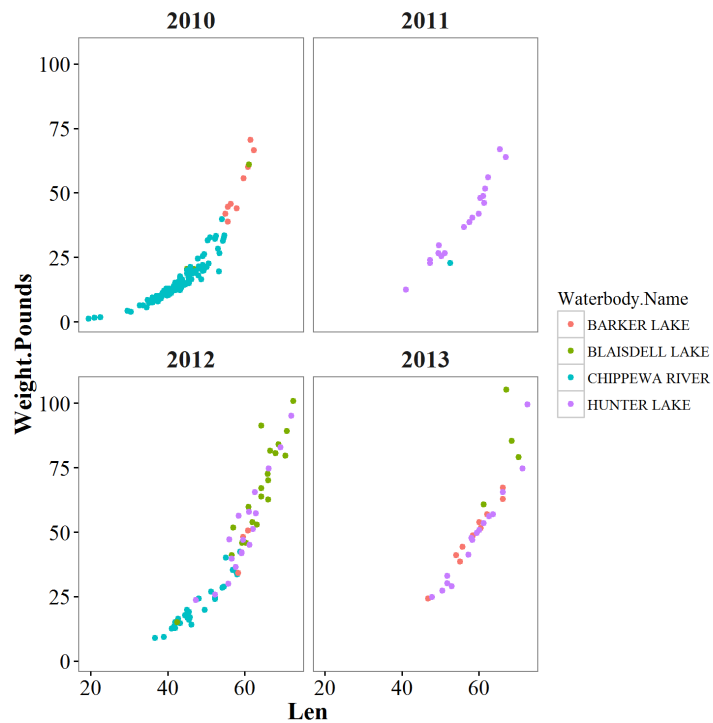 2010
2011
100
75
50
25
0
Weight.Pounds
Waterbody.Name
BARKER LAKE
BLAISDELL LAKE
CHIPPEWA RIVER
HUNTER LAKE
2012
2013
100
75
50
25
0
20 40 60
20 40 60
Len